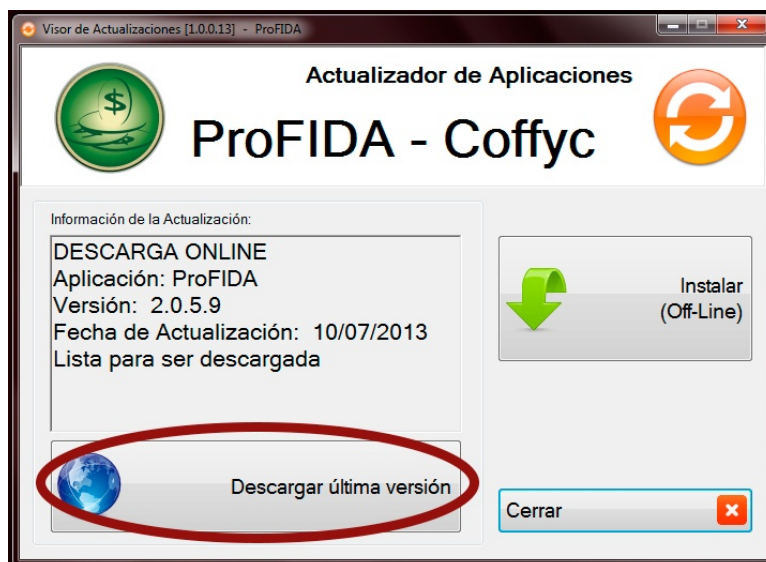 Visor de Actualizaciones [1.0.0.13] - ProFIDA
Actualizador de Aplicaciones
ProFIDA - Coffyc
Información de la Actualización:
DESCARGA ONLINE
Aplicación: ProFIDA
Versión: 2.0.5.9
Fecha de Actualización: 10/07/2013
Lista para ser descargada
Instalar
(Off-Line)
Descargar última versión
Cerrar